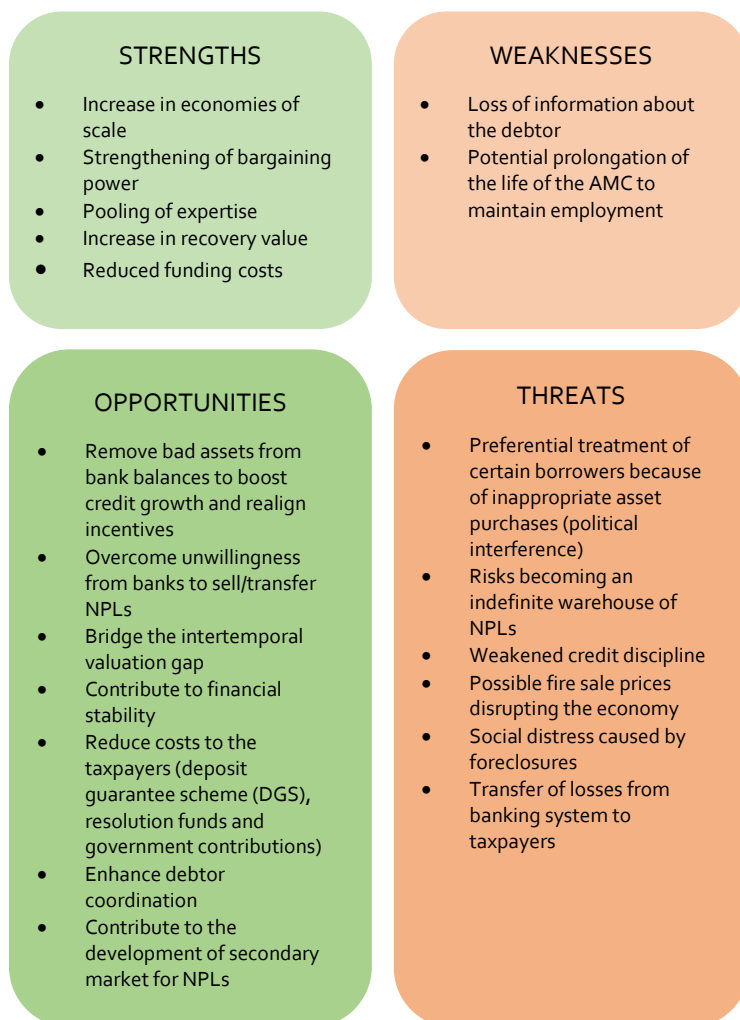 STRENGTHS
• Increase in economies of
scale
• Strengthening of bargaining
power
• Pooling of expertise
• Increase in recovery value
• Reduced funding costs
WEAKNESSES
• Loss of information about
the debtor
• Potential prolongation of
the life of the AMC to
maintain employment
OPPORTUNITIES
• Remove bad assets from
bank balances to boost
credit growth and realign
incentives
• Overcome unwillingness
from banks to sell/transfer
NPLs
• Bridge the intertemporal
valuation gap
• Contribute to financial
stability
• Reduce costs to the
taxpayers (deposit
guarantee scheme (DGS),
resolution funds and
government contributions)
• Enhance debtor
coordination
• Contribute to the
development of secondary
market for NPLs
THREATS
• Preferential treatment of
certain borrowers because
of inappropriate asset
purchases (political
interference)
• Risks becoming an
indefinite warehouse of
NPLs
• Weakened credit discipline
• Possible fire sale prices
disrupting the economy
• Social distress caused by
foreclosures
• Transfer of losses from
banking system to
taxpayers